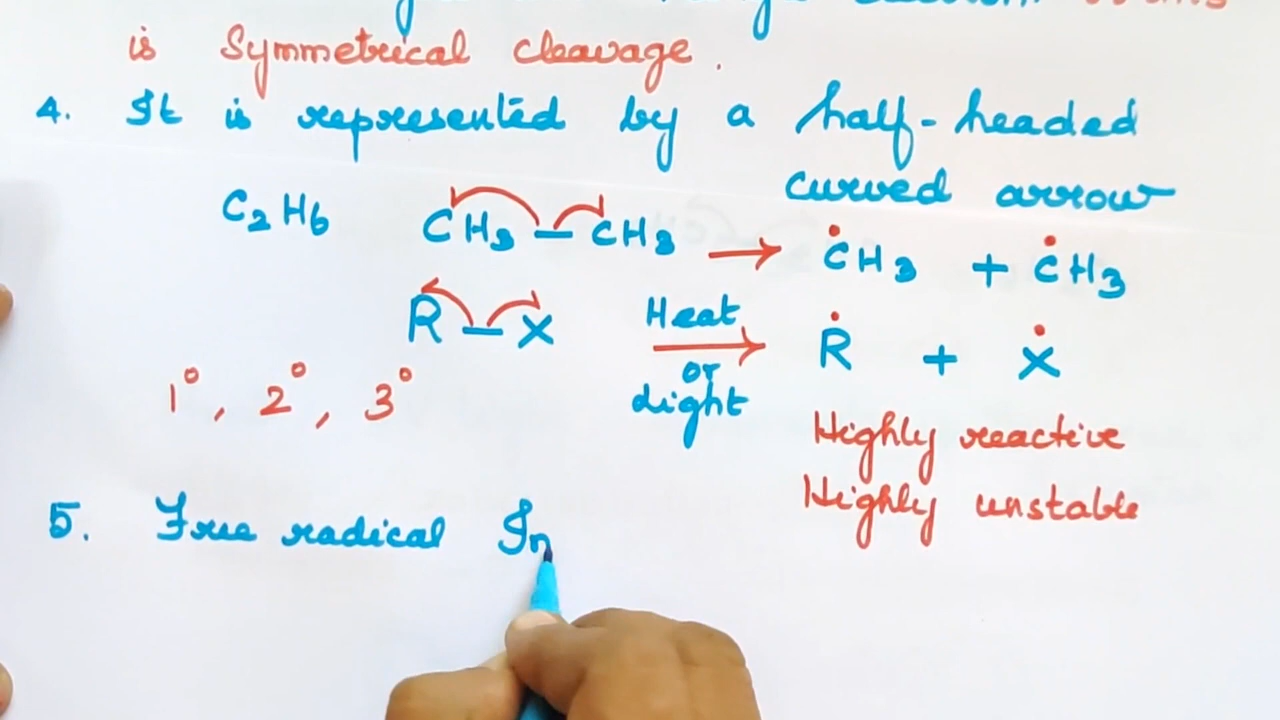 is Symmetrical cleavage.
4. It is represented by a half-headed
curved arrow
C₂H₆ CH₃ – CH₃ → ĊH₃ + ĊH₃
R – X Heat or Light → Ṙ + Ẋ
1°, 2°, 3°
Highly reactive
Highly unstable
5. Free radical In